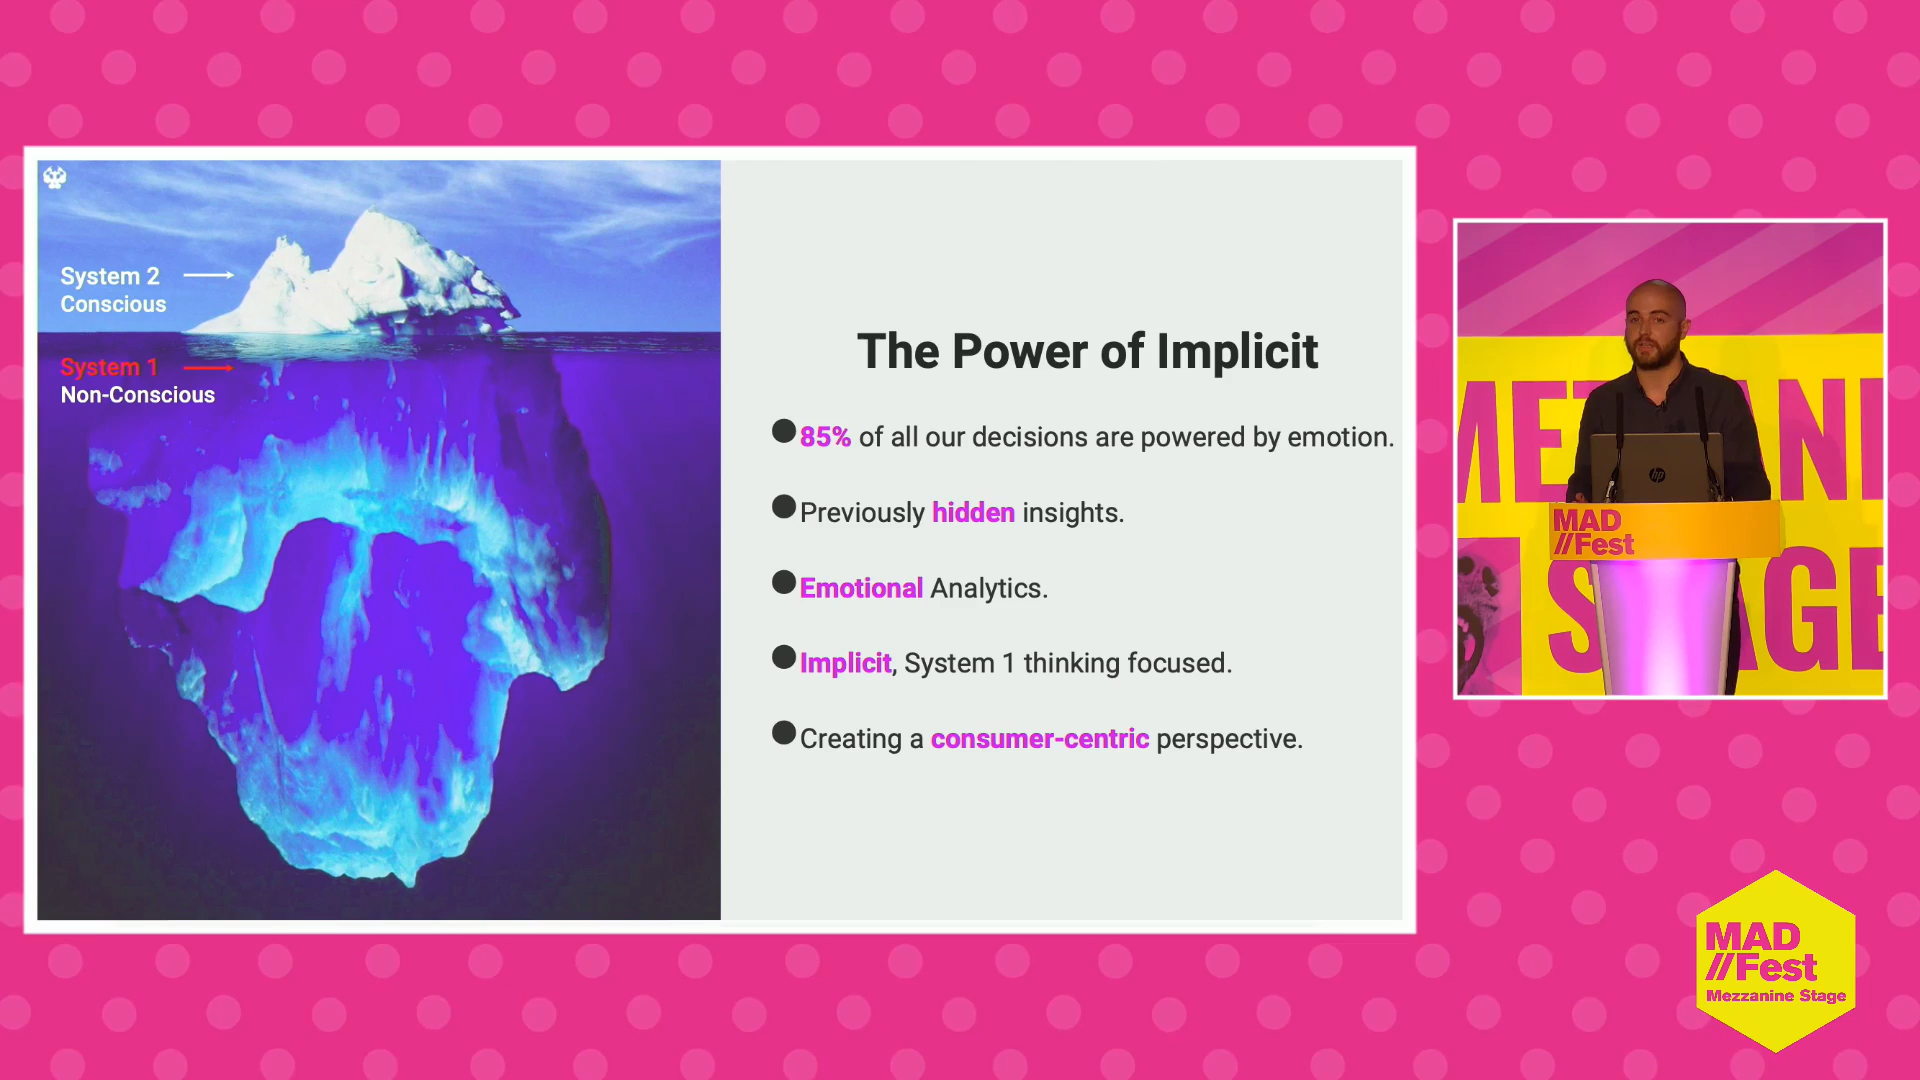 System 2
Conscious
System 1
Non-Conscious
The Power of Implicit
85% of all our decisions are powered by emotion.
Previously hidden insights.
Emotional Analytics.
Implicit, System 1 thinking focused.
Creating a consumer-centric perspective.
hp
MAD
//Fest
MAD
//Fest
Mezzanine Stage